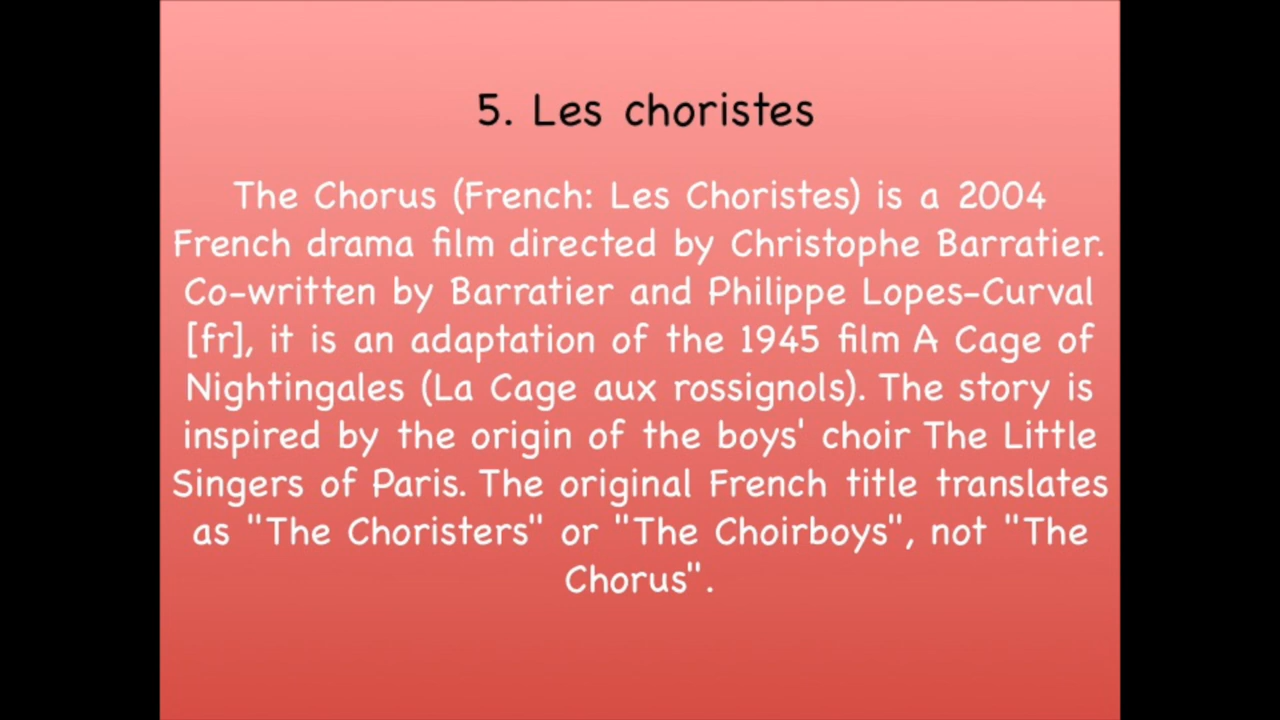 5. Les choristes
The Chorus (French: Les Choristes) is a 2004
French drama film directed by Christophe Barratier.
Co-written by Barratier and Philippe Lopes-Curval
[fr], it is an adaptation of the 1945 film A Cage of
Nightingales (La Cage aux rossignols). The story is
inspired by the origin of the boys' choir The Little
Singers of Paris. The original French title translates
as "The Choristers" or "The Choirboys", not "The
Chorus".